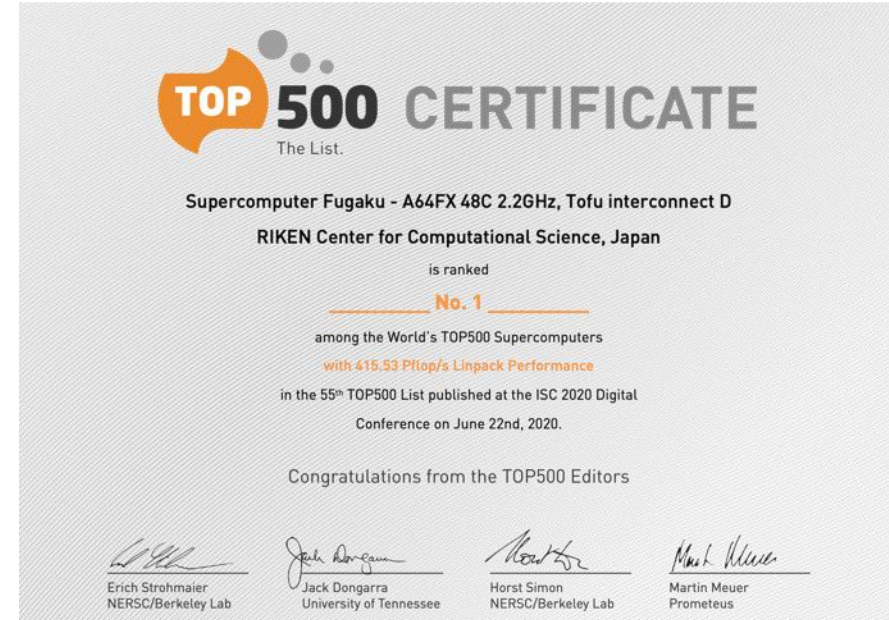 TOP 500 CERTIFICATE
The List.
Supercomputer Fugaku - A64FX 48C 2.2GHz, Tofu interconnect D
RIKEN Center for Computational Science, Japan
is ranked
No. 1
among the World's TOP500 Supercomputers
with 415.53 Pflop/s Linpack Performance
in the 55th TOP500 List published at the ISC 2020 Digital
Conference on June 22nd, 2020.
Congratulations from the TOP500 Editors
Erich Strohmaier
NERSC/Berkeley Lab
Jack Dongarra
University of Tennessee
Horst Simon
NERSC/Berkeley Lab
Martin Meuer
Prometeus